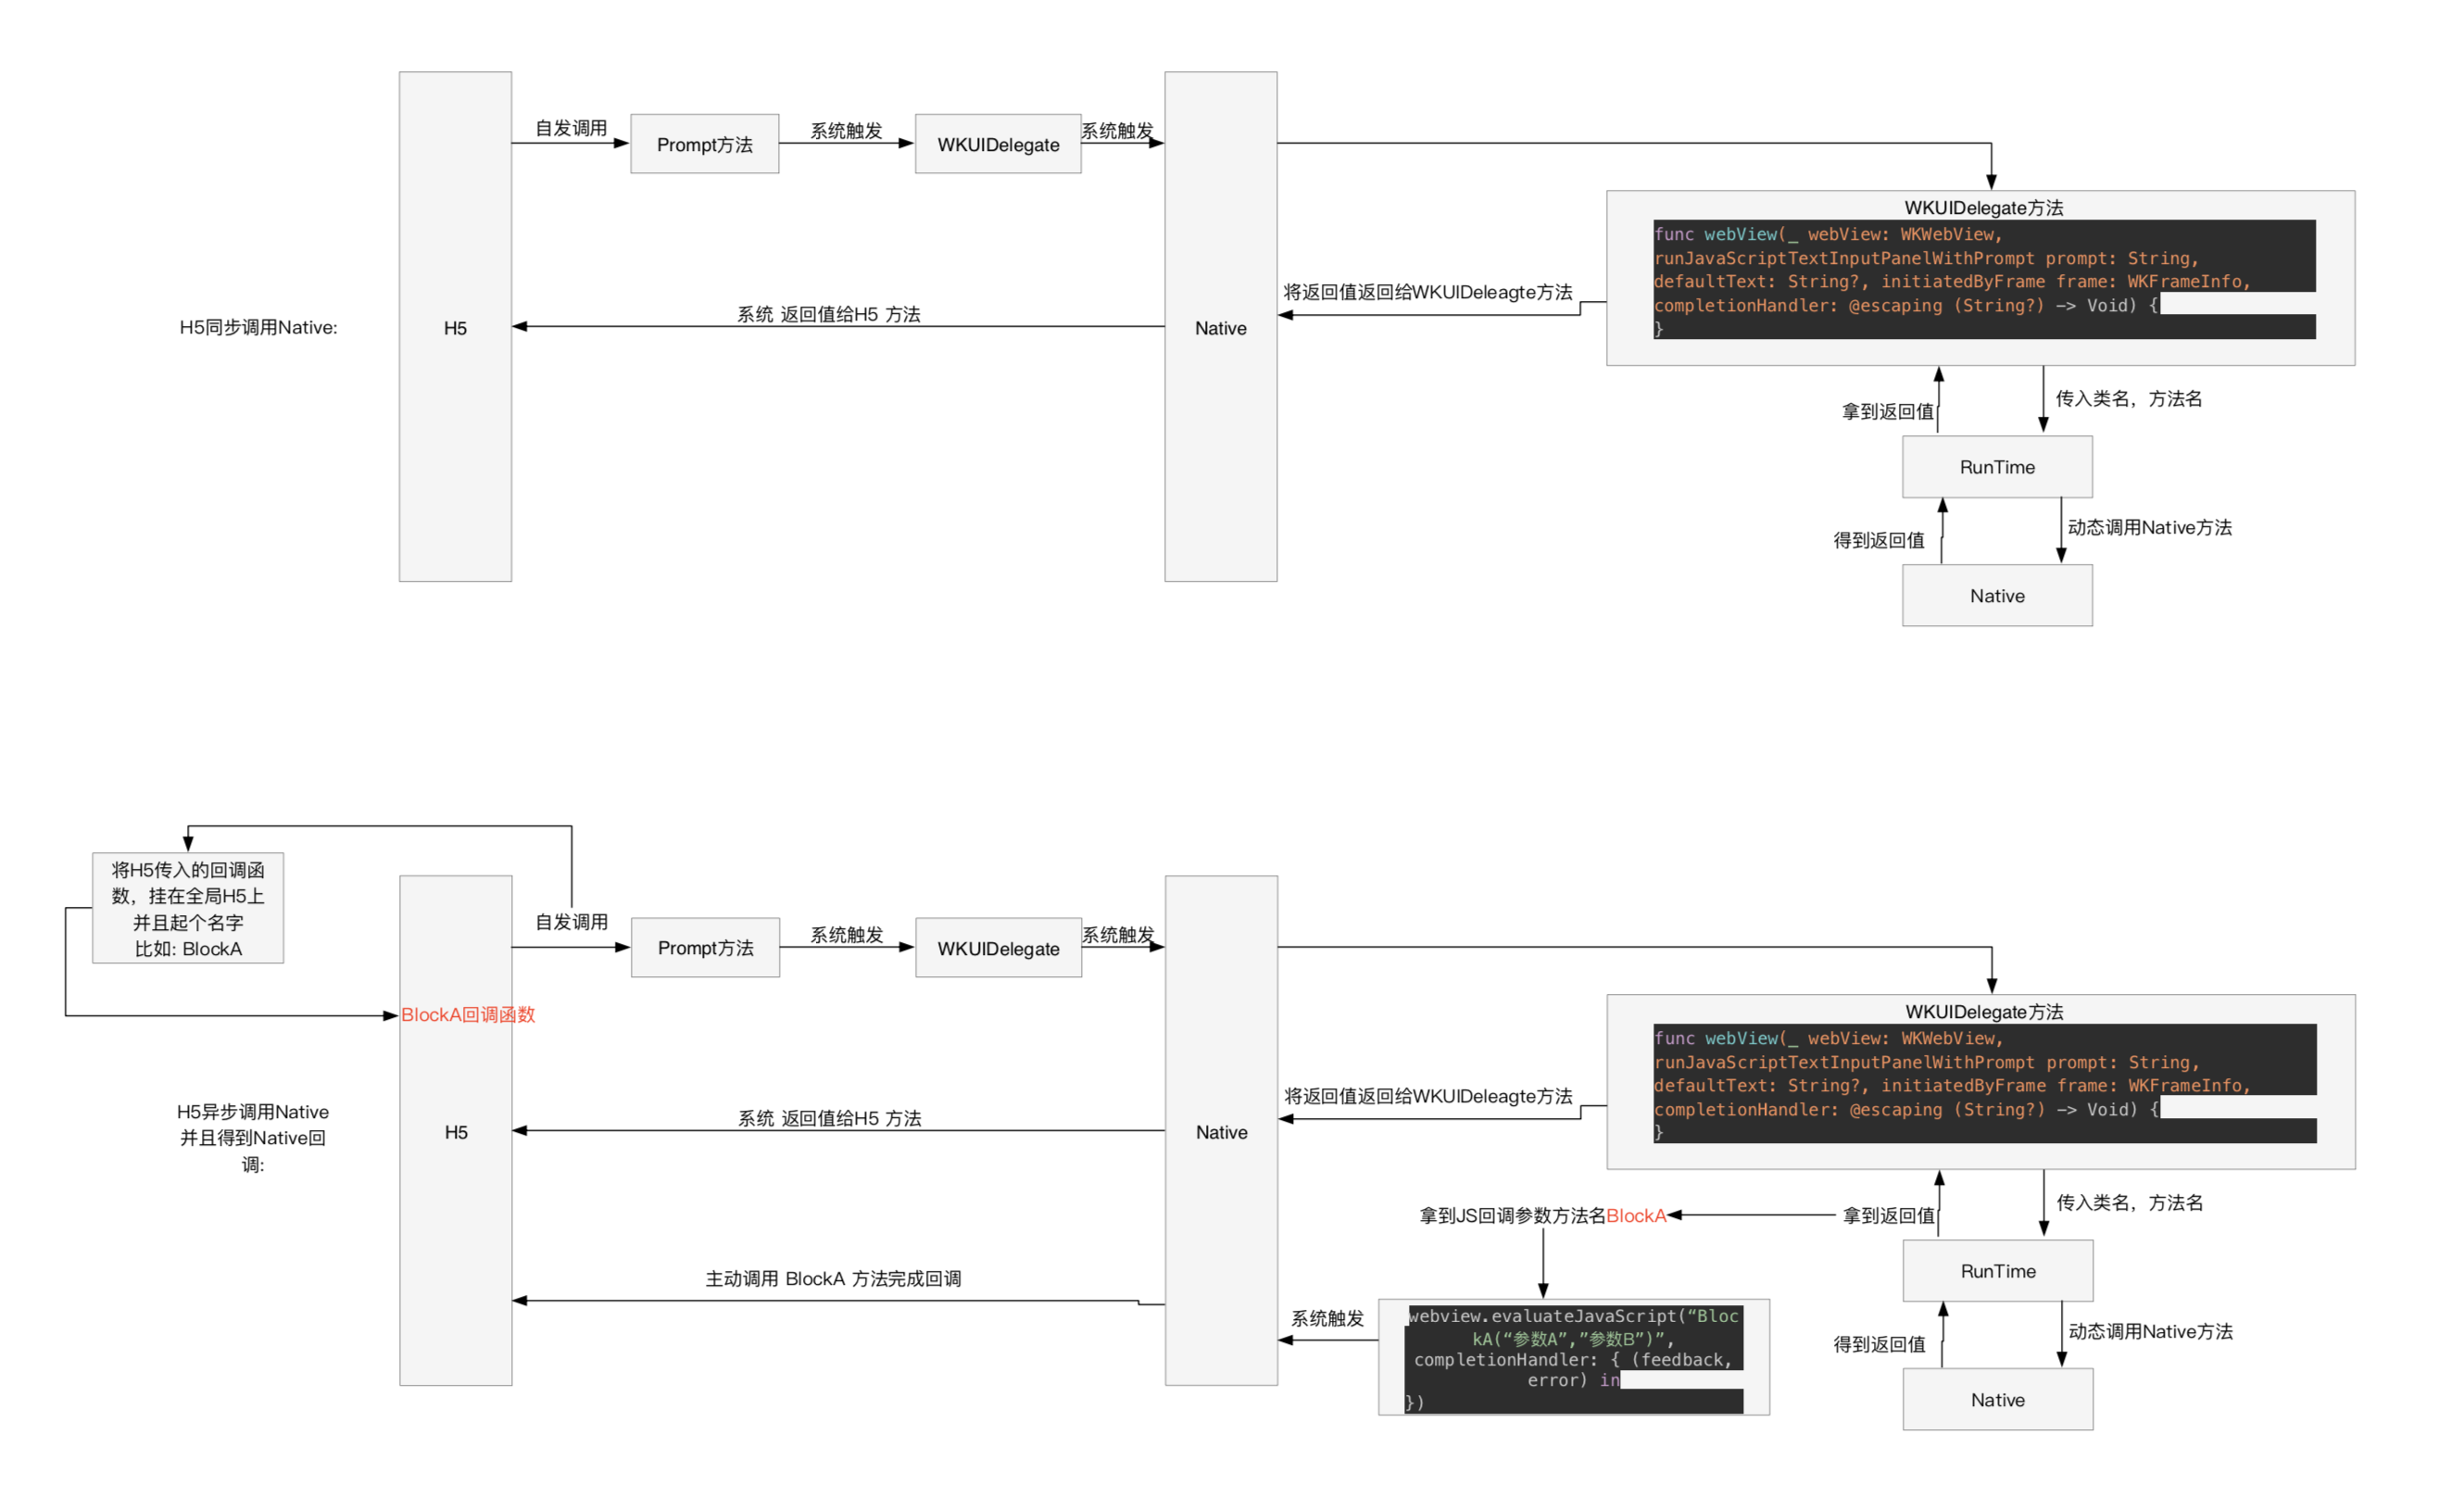 自发调用
Prompt方法
系统触发
WKUIDelegate
系统触发
WKUIDelegate方法
func webView(_ webView: WKWebView,
runJavaScriptTextInputPanelWithPrompt prompt: String,
defaultText: String?, initiatedByFrame frame: WKFrameInfo,
completionHandler: @escaping (String?) -> Void) {
}
将返回值返回给WKUIDeleagte方法
系统 返回值给H5 方法
H5同步调用Native:
H5
Native
拿到返回值
传入类名，方法名
RunTime
得到返回值
动态调用Native方法
Native
将H5传入的回调函
数，挂在全局H5上
并且起个名字
比如: BlockA
自发调用
Prompt方法
系统触发
WKUIDelegate
系统触发
BlockA回调函数
WKUIDelegate方法
func webView(_ webView: WKWebView,
runJavaScriptTextInputPanelWithPrompt prompt: String,
defaultText: String?, initiatedByFrame frame: WKFrameInfo,
completionHandler: @escaping (String?) -> Void) {
}
将返回值返回给WKUIDeleagte方法
系统 返回值给H5 方法
H5异步调用Native
并且得到Native回
调:
H5
Native
拿到JS回调参数方法名BlockA
拿到返回值
传入类名，方法名
RunTime
主动调用 BlockA 方法完成回调
系统触发
webview.evaluateJavaScript(“Bloc
kA(“参数A”,”参数B”)”,
completionHandler: { (feedback,
error) in
})
得到返回值
动态调用Native方法
Native